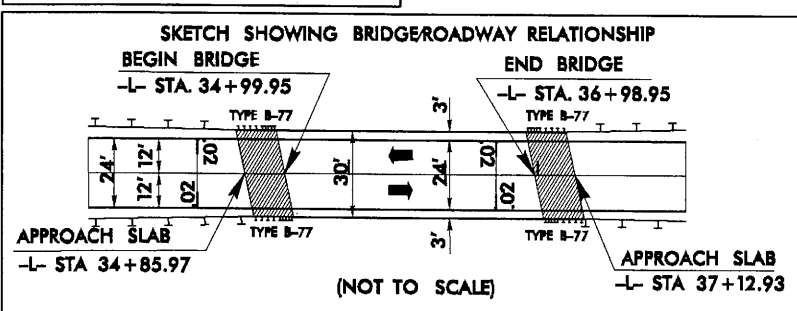 SKETCH SHOWING BRIDGE/ROADWAY RELATIONSHIP
BEGIN BRIDGE
-L- STA. 34+99.95
END BRIDGE
-L- STA. 36+98.95
TYPE B-77
TYPE B-77
3'
24'
12'
12'
.02
.02
30'
24'
.02
.02
TYPE B-77
TYPE B-77
3'
APPROACH SLAB
-L- STA 34+85.97
APPROACH SLAB
-L- STA 37+12.93
(NOT TO SCALE)